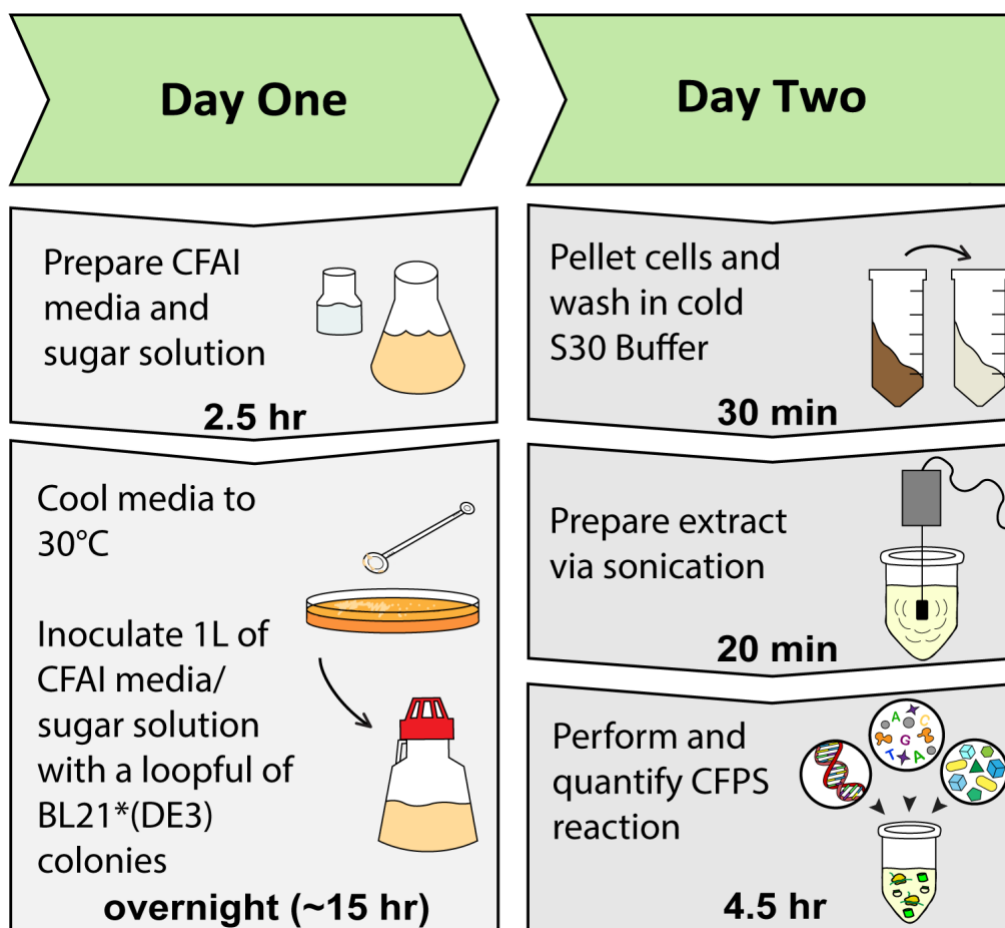 Day One
Prepare CFAI
media and
sugar solution
2.5 hr
Cool media to
30°C
Inoculate 1L of
CFAI media/
sugar solution
with a loopful of
BL21*(DE3)
colonies
overnight (~15 hr)
Day Two
Pellet cells and
wash in cold
S30 Buffer
30 min
Prepare extract
via sonication
20 min
Perform and
quantify CFPS
reaction
A
C
G
T
A
4.5 hr